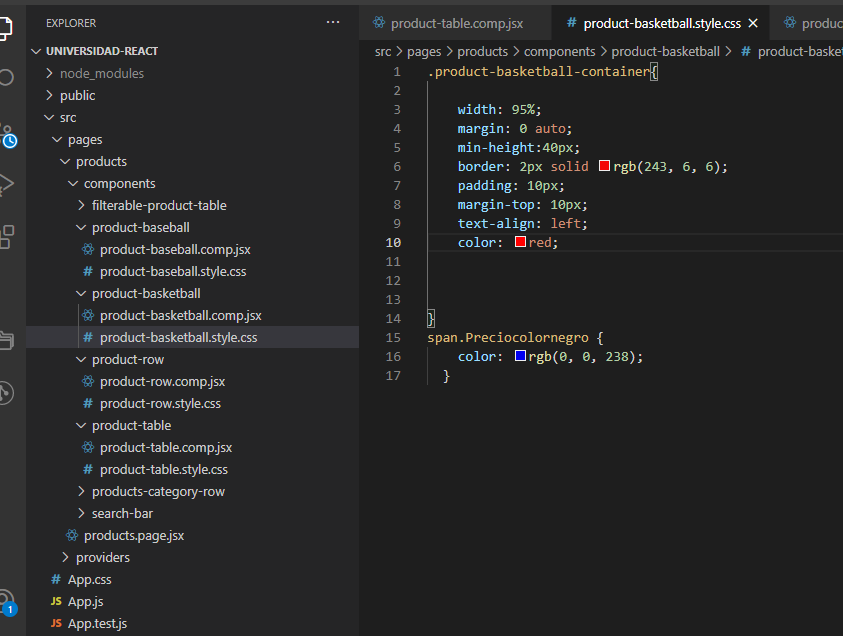 EXPLORER
...
UNIVERSIDAD-REACT
node_modules
public
src
pages
products
components
filterable-product-table
product-baseball
product-baseball.comp.jsx
# product-baseball.style.css
product-basketball
product-basketball.comp.jsx
# product-basketball.style.css
product-row
product-row.comp.jsx
# product-row.style.css
product-table
product-table.comp.jsx
# product-table.style.css
products-category-row
search-bar
products.page.jsx
providers
# App.css
JS App.js
JS App.test.js
1
product-table.comp.jsx # product-basketball.style.css × produc
src > pages > products > components > product-basketball > # product-basket
1 .product-basketball-container{
2
3 width: 95%;
4 margin: 0 auto;
5 min-height:40px;
6 border: 2px solid rgb(243, 6, 6);
7 padding: 10px;
8 margin-top: 10px;
9 text-align: left;
10 color: red;
11
12
13
14 }
15 span.Preciocolornegro {
16 color: rgb(0, 0, 238);
17 }